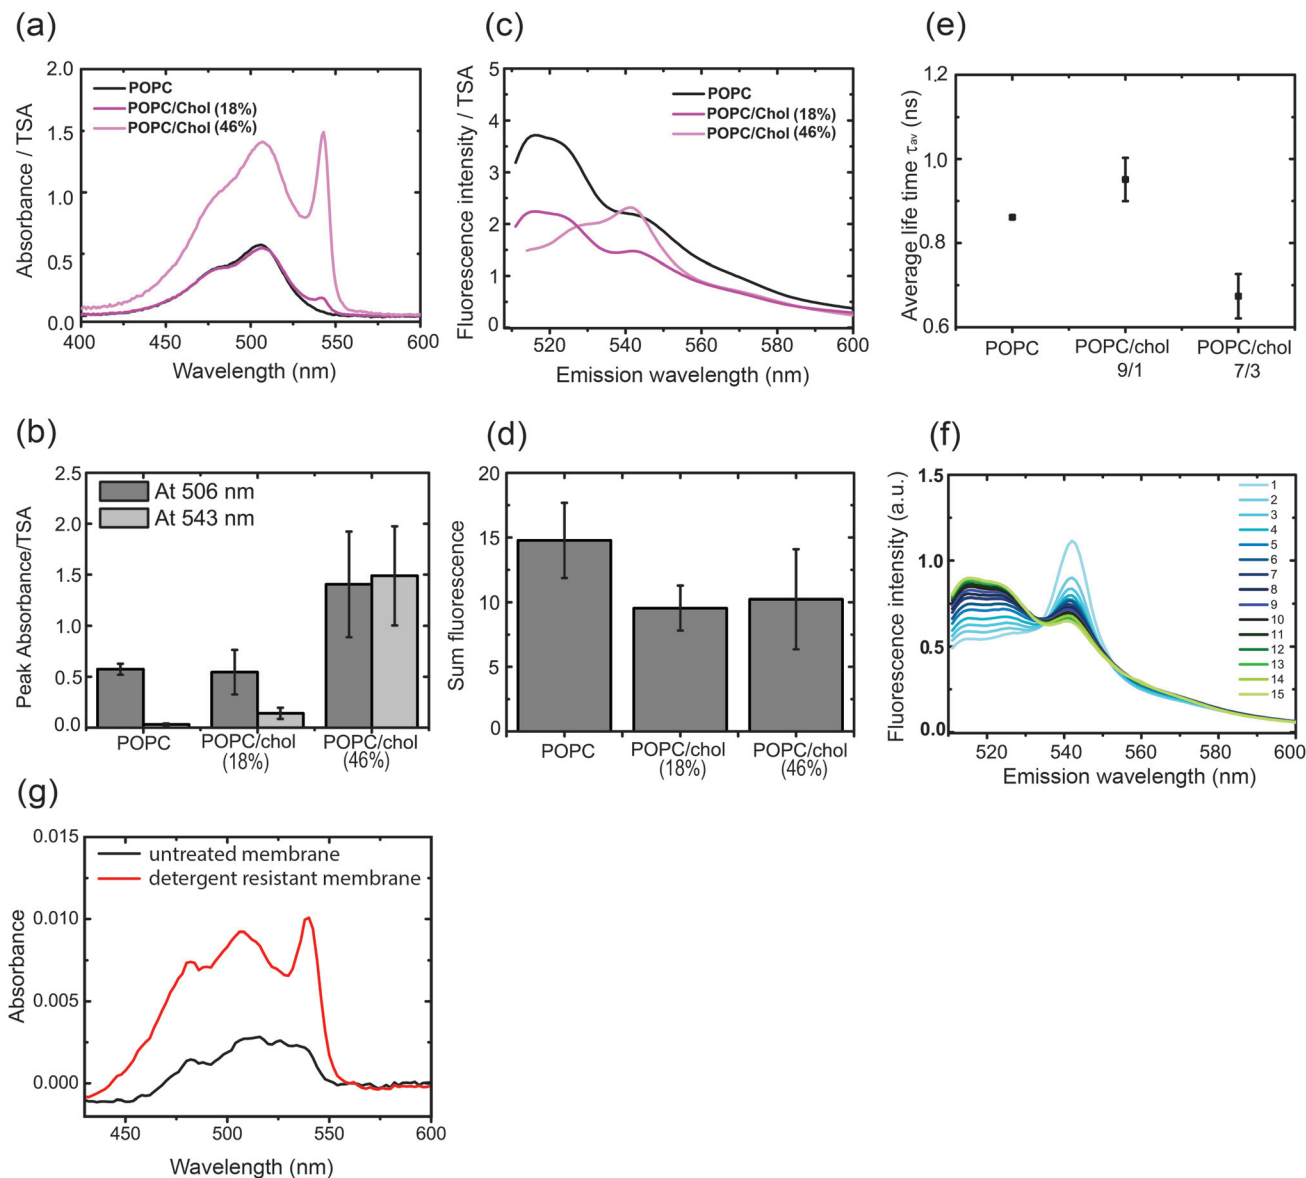 (a)
2.0
1.5
1.0
0.5
0.0
Absorbance / TSA
POPC
POPC/Chol (18%)
POPC/Chol (46%)
400
450
500
550
600
Wavelength (nm)
(c)
5
4
3
2
1
0
Fluorescence intensity / TSA
POPC
POPC/Chol (18%)
POPC/Chol (46%)
520
540
560
580
600
Emission wavelength (nm)
(e)
1.2
1.0
0.8
0.6
Average life time τav (ns)
POPC
POPC/chol
9/1
POPC/chol
7/3
(b)
2.5
2.0
1.5
1.0
0.5
0.0
Peak Absorbance/TSA
At 506 nm
At 543 nm
POPC
POPC/chol
(18%)
POPC/chol
(46%)
(d)
20
15
10
5
0
Sum fluorescence
POPC
POPC/chol
(18%)
POPC/chol
(46%)
(f)
1.5
1.0
0.5
0.0
Fluorescence intensity (a.u.)
1
2
3
4
5
6
7
8
9
10
11
12
13
14
15
520
540
560
580
600
Emission wavelength (nm)
(g)
0.015
0.010
0.005
0.000
Absorbance
untreated membrane
detergent resistant membrane
450
500
550
600
Wavelength (nm)